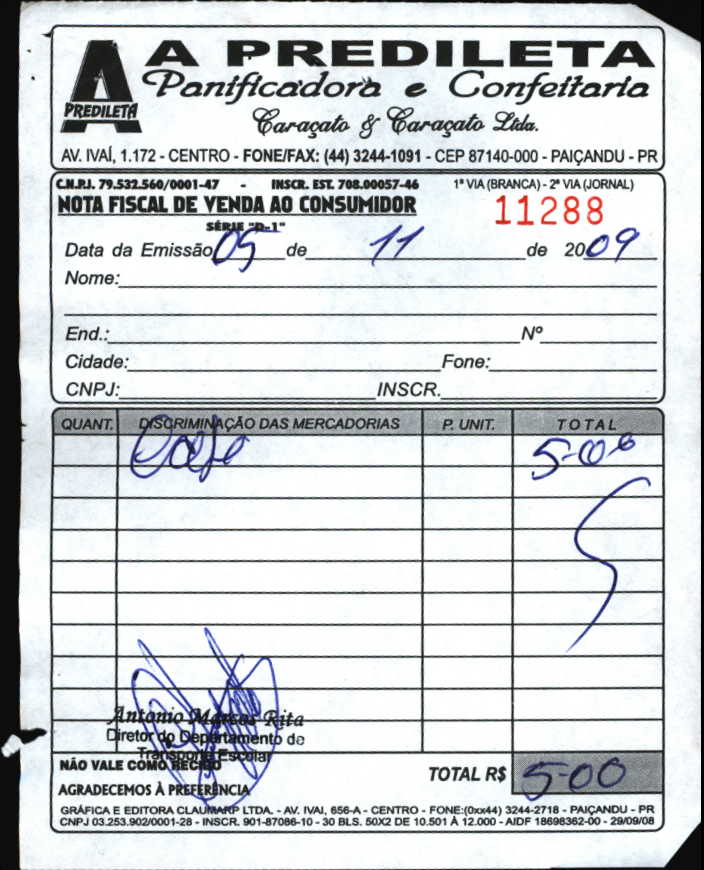 A PREDILETA
PREDILETA
Panificadora e Confeitaria
Caraçato & Caraçato Ltda.
AV. IVAÍ, 1.172 - CENTRO - FONE/FAX: (44) 3244-1091 - CEP 87140-000 - PAIÇANDU - PR
C.N.P.J. 79.532.560/0001-47 - INSCR. EST. 708.00057-46 1ª VIA (BRANCA) - 2ª VIA (JORNAL)
NOTA FISCAL DE VENDA AO CONSUMIDOR 11288
SÉRIE "D-1"
Data da Emissão 05 de 11 de 2009
Nome:
End.: Nº
Cidade: Fone:
CNPJ: INSCR.
QUANT. DISCRIMINAÇÃO DAS MERCADORIAS P. UNIT. TOTAL
Cafe 5-00
Antonio Marcos Rita
Diretor do Departamento de
Transporte Escolar
NÃO VALE COMO RECIBO
TOTAL R$ 5-00
AGRADECEMOS À PREFERÊNCIA
GRÁFICA E EDITORA CLAUMARP LTDA. - AV. IVAI, 656-A - CENTRO - FONE:(0xx44) 3244-2718 - PAIÇANDU - PR
CNPJ 03.253.902/0001-28 - INSCR. 901-87086-10 - 30 BLS. 50X2 DE 10.501 À 12.000 - AIDF 18698362-00 - 29/09/08